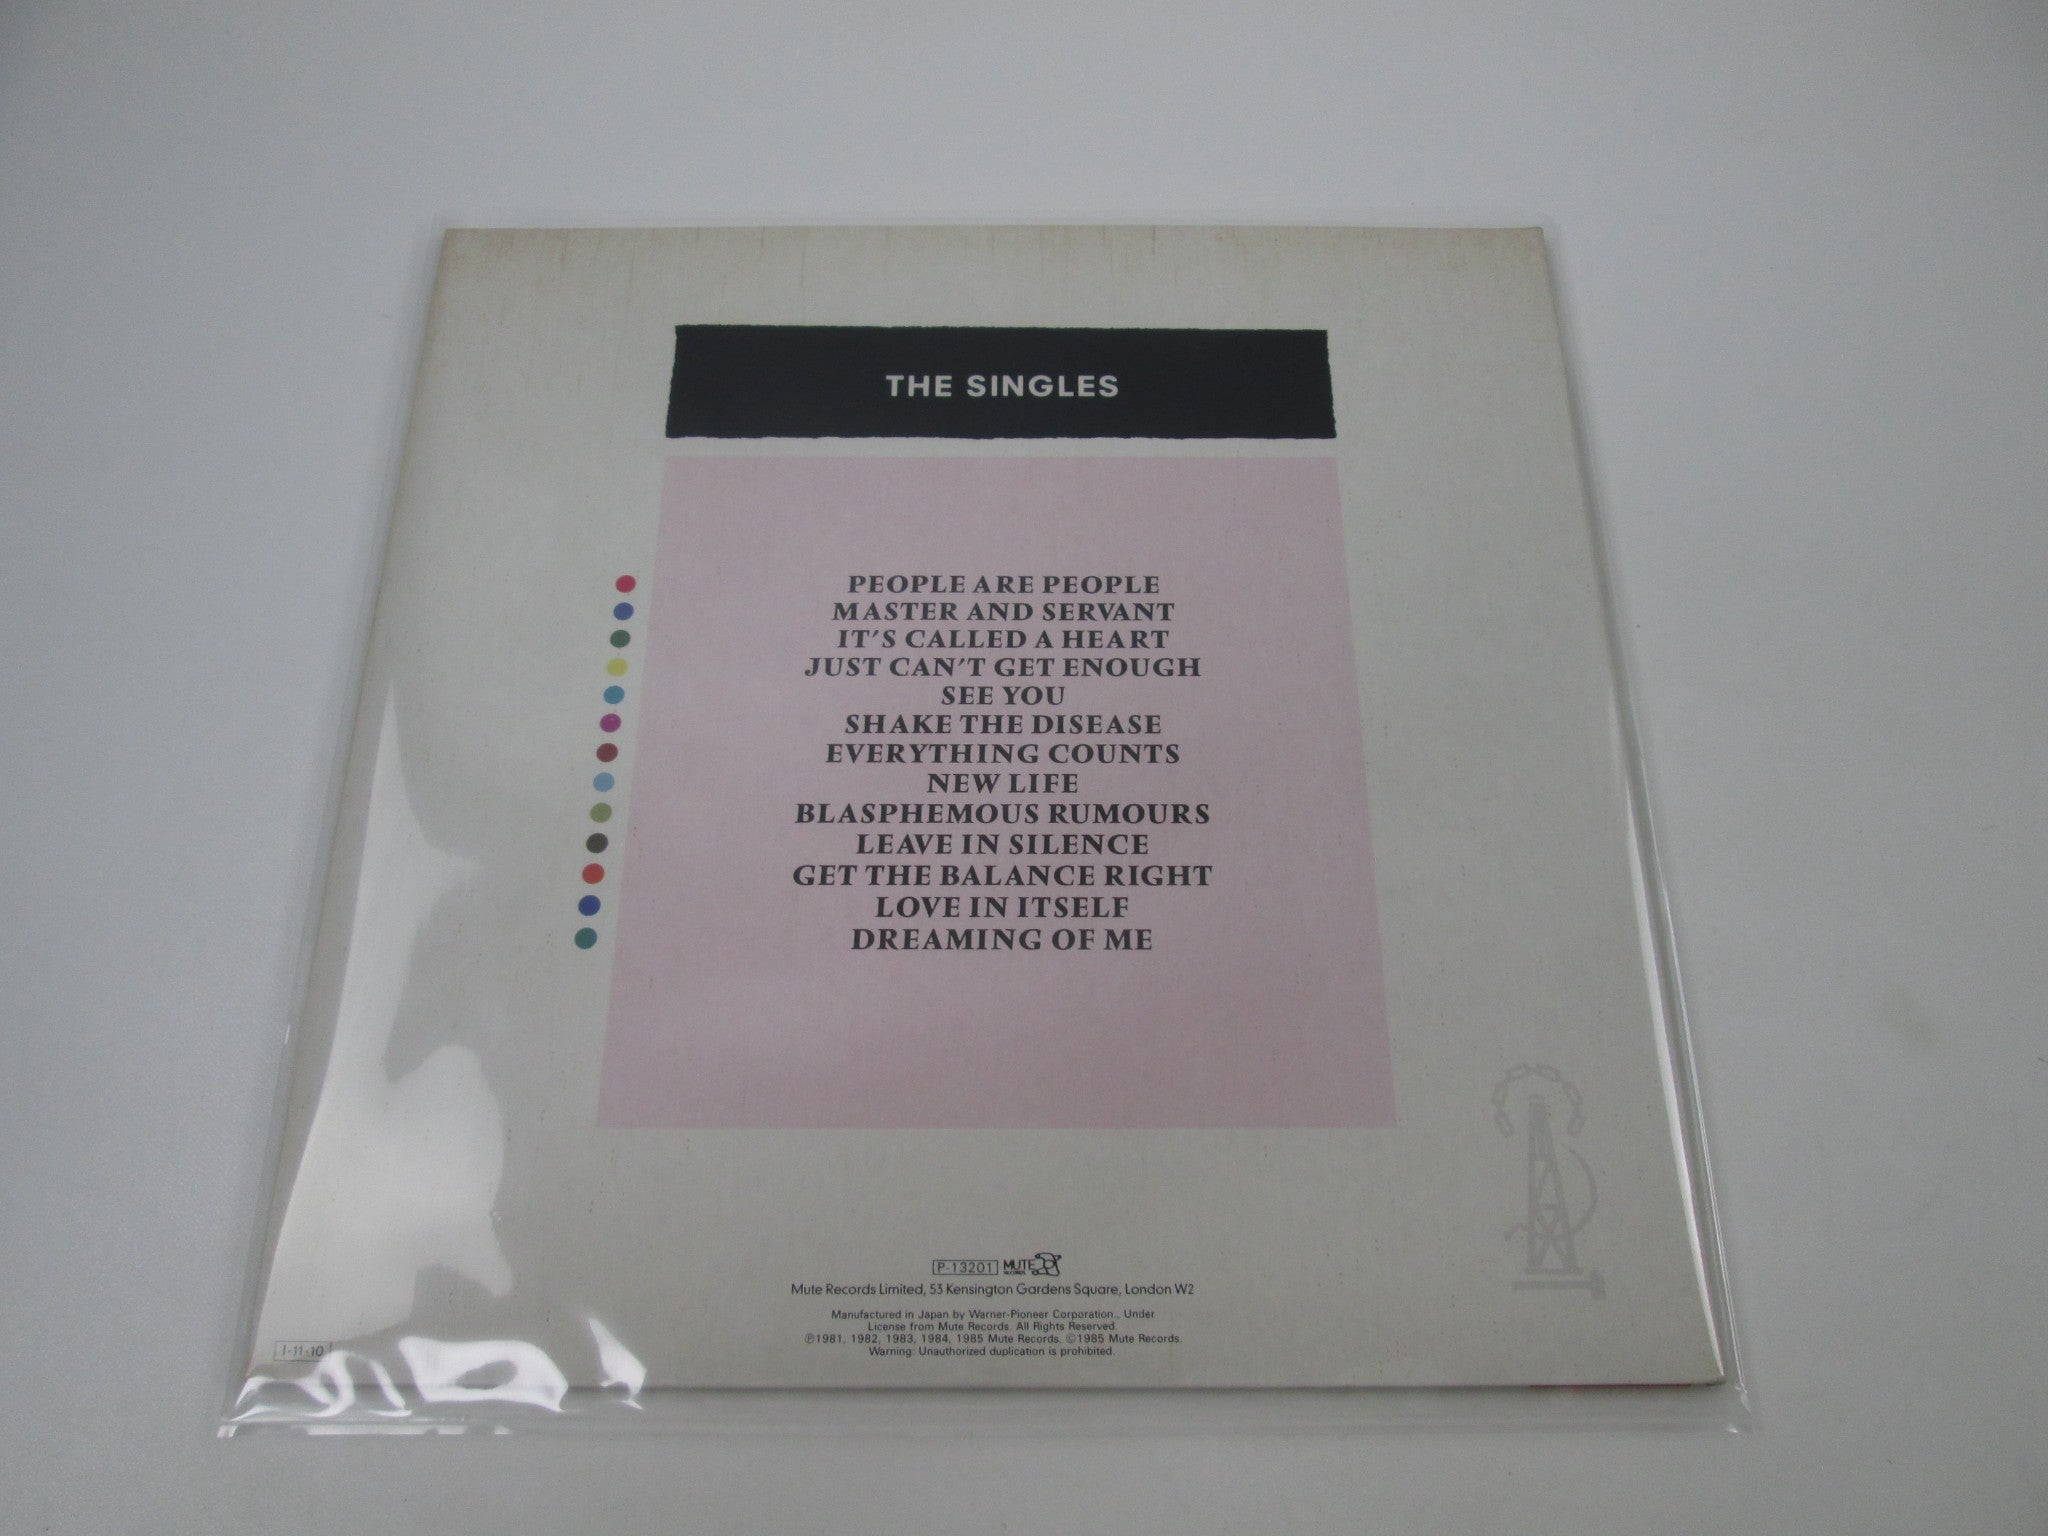 THE SINGLES
PEOPLE ARE PEOPLE
MASTER AND SERVANT
IT'S CALLED A HEART
JUST CAN'T GET ENOUGH
SEE YOU
SHAKE THE DISEASE
EVERYTHING COUNTS
NEW LIFE
BLASPHEMOUS RUMOURS
LEAVE IN SILENCE
GET THE BALANCE RIGHT
LOVE IN ITSELF
DREAMING OF ME
P-13201 MUTE RECORDS
Mute Records Limited, 53 Kensington Gardens Square, London W2
Manufactured in Japan by Warner-Pioneer Corporation., Under
License from Mute Records. All Rights Reserved.
℗1981, 1982, 1983, 1984, 1985 Mute Records. ©1985 Mute Records.
Warning: Unauthorized duplication is prohibited.
I-11-10